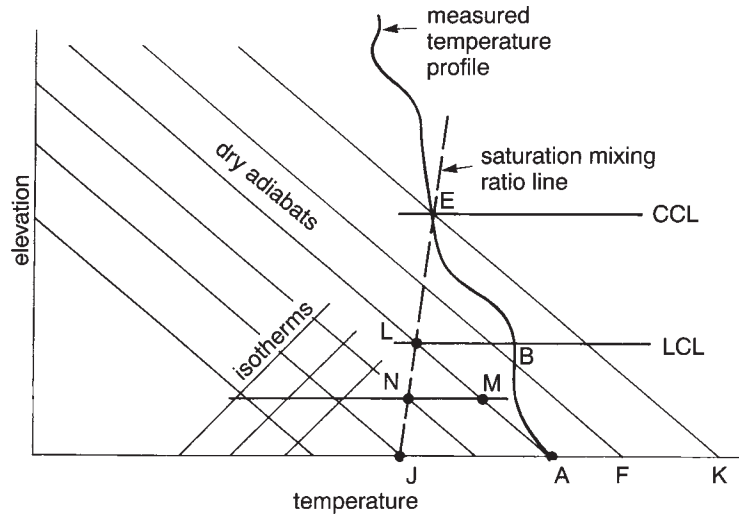 measured
temperature
profile
dry adiabats
saturation mixing
ratio line
E
CCL
elevation
isotherms
L
B
LCL
N
M
J
A
F
K
temperature